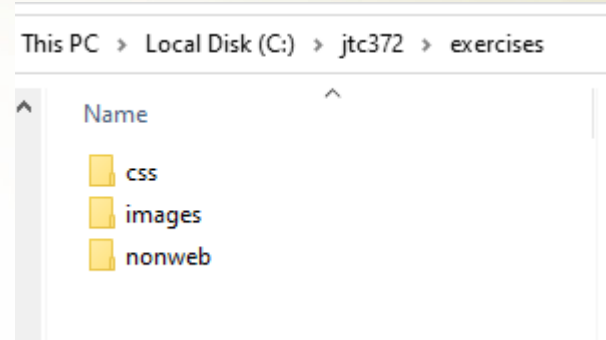 This PC > Local Disk (C:) > jtc372 > exercises
Name
css
images
nonweb